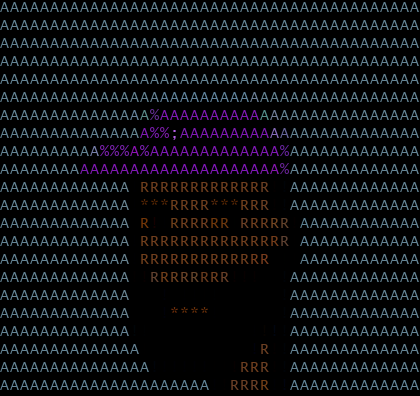 AAAAAAAAAAAAAAAAAAAAAAAAAAAAAAAAAAAAAAAAAA
AAAAAAAAAAAAAAAAAAAAAAAAAAAAAAAAAAAAAAAAAA
AAAAAAAAAAAAAAAAAAAAAAAAAAAAAAAAAAAAAAAAAA
AAAAAAAAAAAAAAAAAAAAAAAAAAAAAAAAAAAAAAAAAA
AAAAAAAAAAAAAAAAAAAAAAAAAAAAAAAAAAAAAAAAAA
AAAAAAAAAAAAAAAAAAAAAAAAAAAAAAAAAAAAAAAAAA
AAAAAAAAAAAAAAA%AAAAAAAAAAAAAAAAAAAAAAAAAA
AAAAAAAAAAAAAAA%%;AAAAAAAAAAAAAAAAAAAAAAAA
AAAAAAAAAA%%%A%AAAAAAAAAAAAA%AAAAAAAAAAAAA
AAAAAAAAAAAAAAAAAAAAAAAAAAAA%AAAAAAAAAAAAA
AAAAAAAAAAAAA RRRRRRRRRRRRR  AAAAAAAAAAAAA
AAAAAAAAAAAAA ***RRRR***RRR  AAAAAAAAAAAAA
AAAAAAAAAAAAA R  RRRRRR RRRRR AAAAAAAAAAAA
AAAAAAAAAAAAA RRRRRRRRRRRRRRR AAAAAAAAAAAA
AAAAAAAAAAAAA RRRRRRRRRRRRR   AAAAAAAAAAAA
AAAAAAAAAAAAA  RRRRRRRR      AAAAAAAAAAAAA
AAAAAAAAAAAAA                AAAAAAAAAAAAA
AAAAAAAAAAAAA    ****        AAAAAAAAAAAAA
AAAAAAAAAAAAA                AAAAAAAAAAAAA
AAAAAAAAAAAAAA            R  AAAAAAAAAAAAA
AAAAAAAAAAAAAAA         RRR  AAAAAAAAAAAAA
AAAAAAAAAAAAAAAAAAAAA  RRRR  AAAAAAAAAAAAA